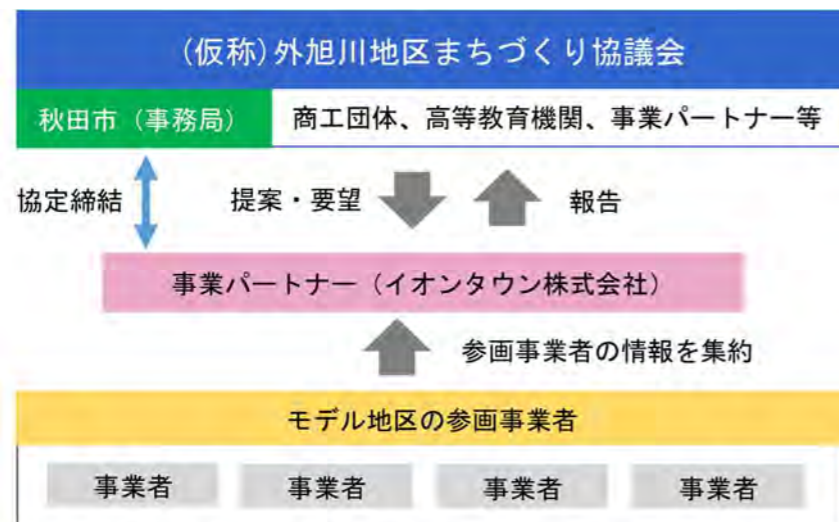 (仮称)外旭川地区まちづくり協議会
秋田市（事務局） 商工団体、高等教育機関、事業パートナー等
協定締結 提案・要望 報告
事業パートナー（イオンタウン株式会社）
参画事業者の情報を集約
モデル地区の参画事業者
事業者 事業者 事業者 事業者